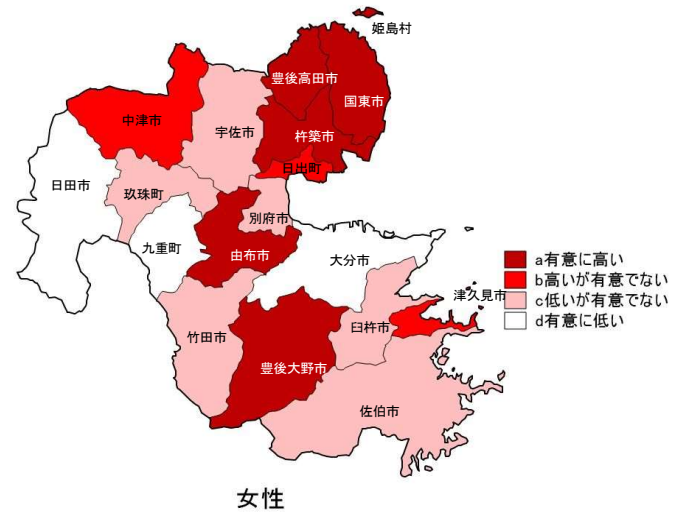 姫島村
豊後高田市
国東市
中津市
宇佐市
杵築市
日出町
日田市
玖珠町
別府市
九重町
由布市
大分市
津久見市
臼杵市
竹田市
豊後大野市
佐伯市
a有意に高い
b高いが有意でない
c低いが有意でない
d有意に低い
女性